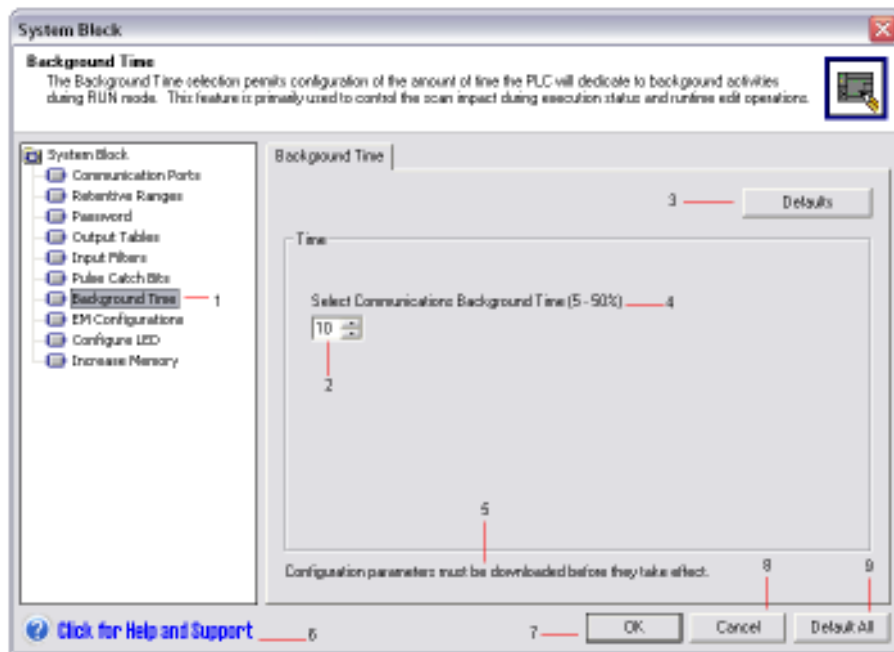 System Block
Background Time
The Background Time selection permits configuration of the amount of time the PLC will dedicate to background activities
during RUN mode. This feature is primarily used to control the scan impact during execution status and runtime edit operations.
System Block
Communication Ports
Retentive Ranges
Password
Output Tables
Input Filters
Pulse Catch Bits
Background Time
1
EM Configurations
Configure LED
Increase Memory
Background Time
3
Defaults
Time
Select Communications Background Time (5 - 50%)
4
10
2
5
Configuration parameters must be downloaded before they take effect.
8
9
Click for Help and Support
6
7
OK
Cancel
Default All